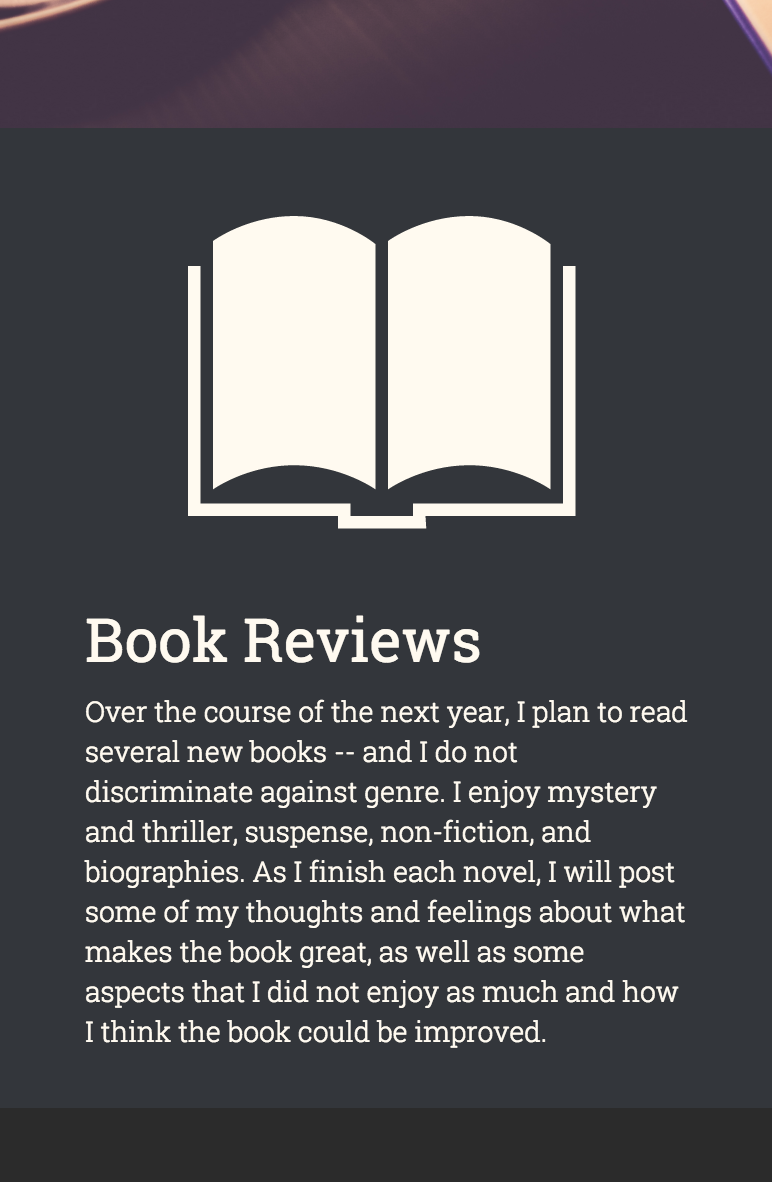 Book Reviews
Over the course of the next year, I plan to read
several new books -- and I do not
discriminate against genre. I enjoy mystery
and thriller, suspense, non-fiction, and
biographies. As I finish each novel, I will post
some of my thoughts and feelings about what
makes the book great, as well as some
aspects that I did not enjoy as much and how
I think the book could be improved.